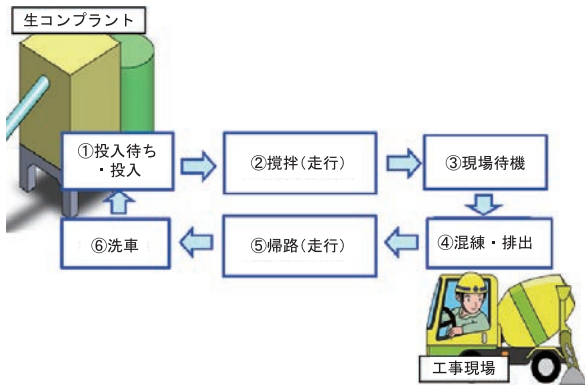 生コンプラント
①投入待ち
・投入
②撹拌(走行)
③現場待機
④混練・排出
⑤帰路(走行)
⑥洗車
工事現場